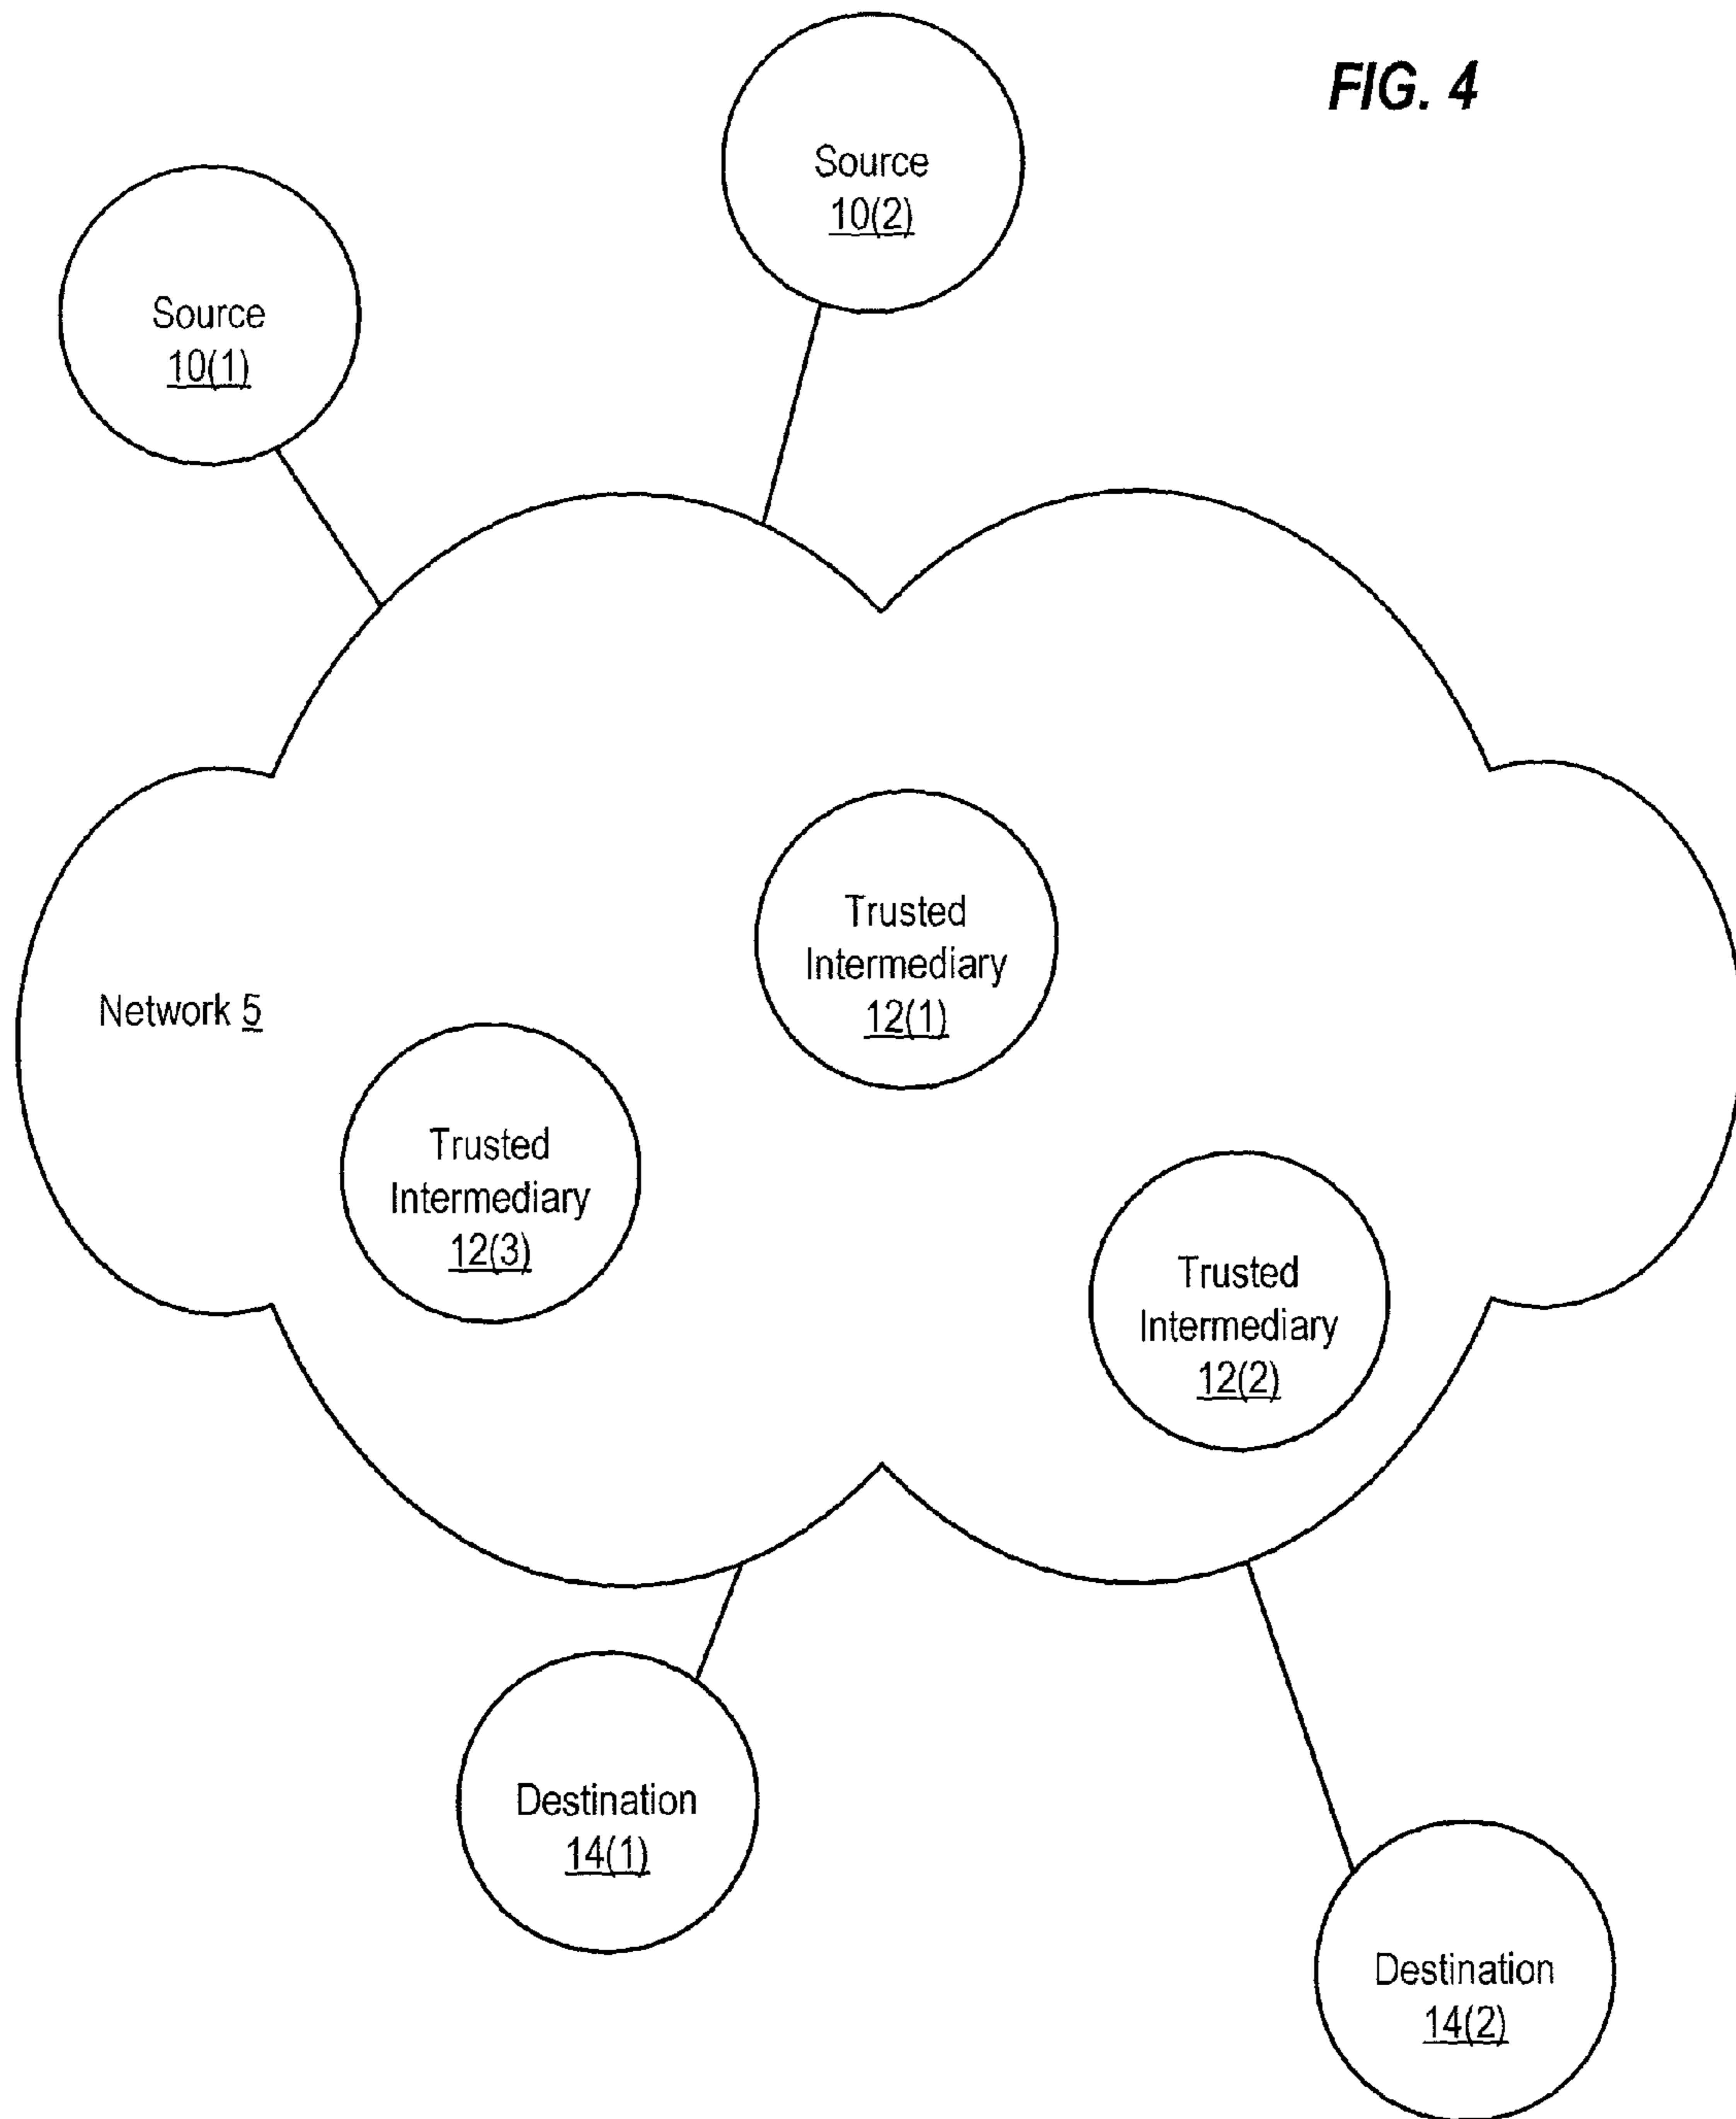 FIG. 4
Source
10(2)
Source
10(1)
Trusted
Intermediary
12(1)
Network 5
Trusted
Intermediary
12(3)
Trusted
Intermediary
12(2)
Destination
14(1)
Destination
14(2)